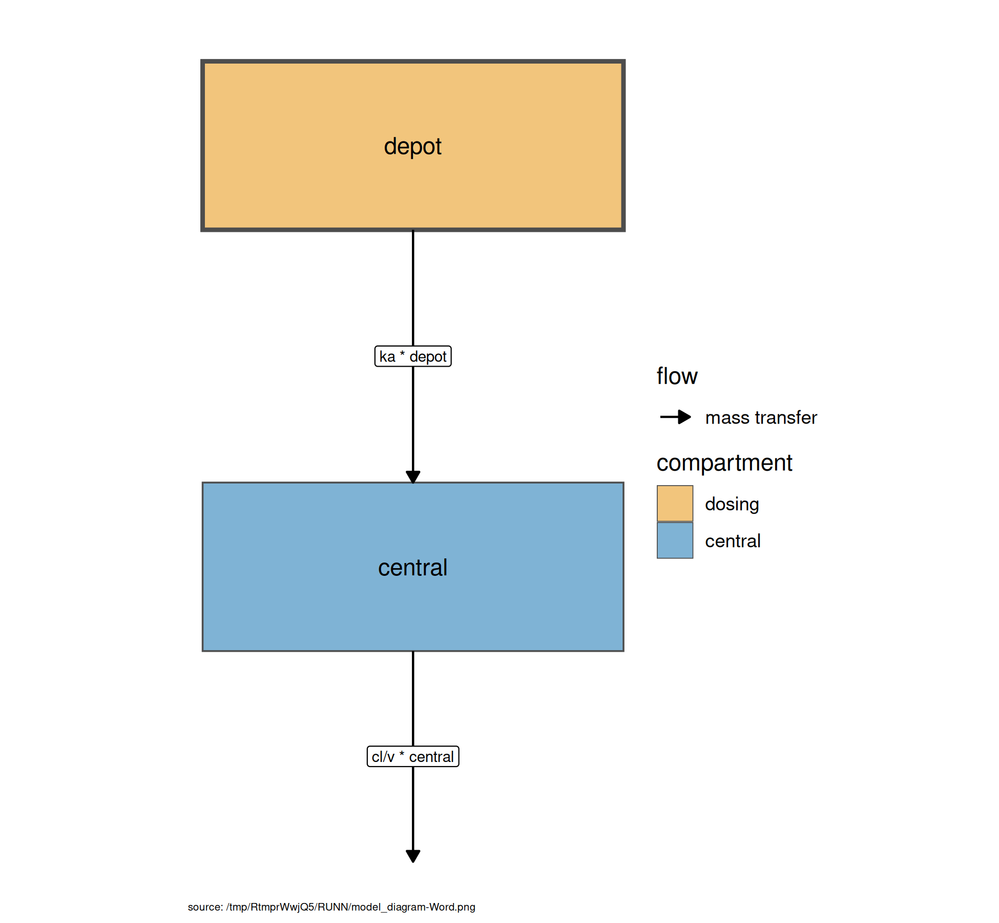 depot
ka * depot
central
cl/v * central
flow
mass transfer
compartment
dosing
central
source: /tmp/RtmprWwjQ5/RUNN/model_diagram-Word.png